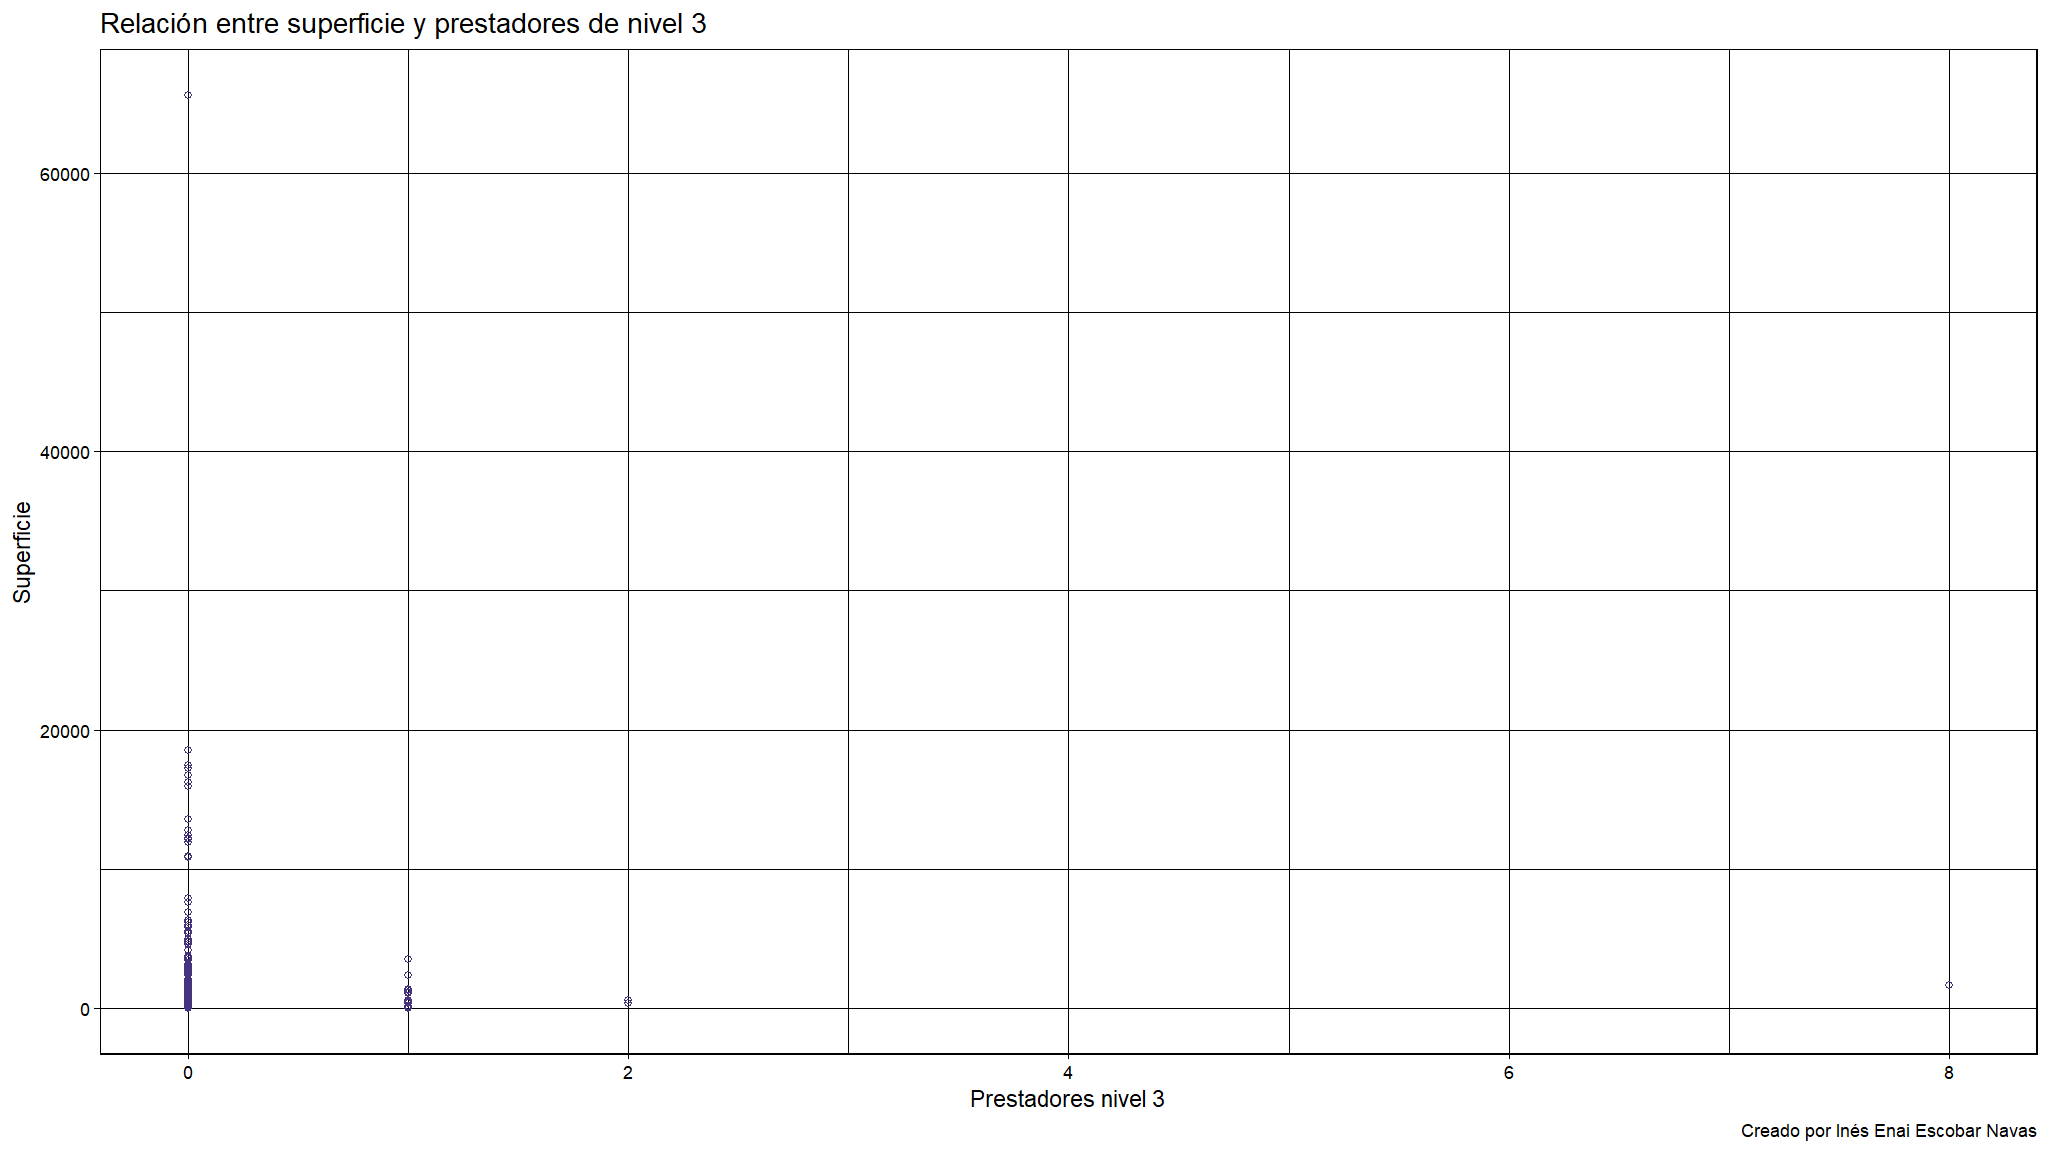 Relación entre superficie y prestadores de nivel 3
60000
40000
20000
0
Superficie
0 2 4 6 8
Prestadores nivel 3
Creado por Inés Enai Escobar Navas